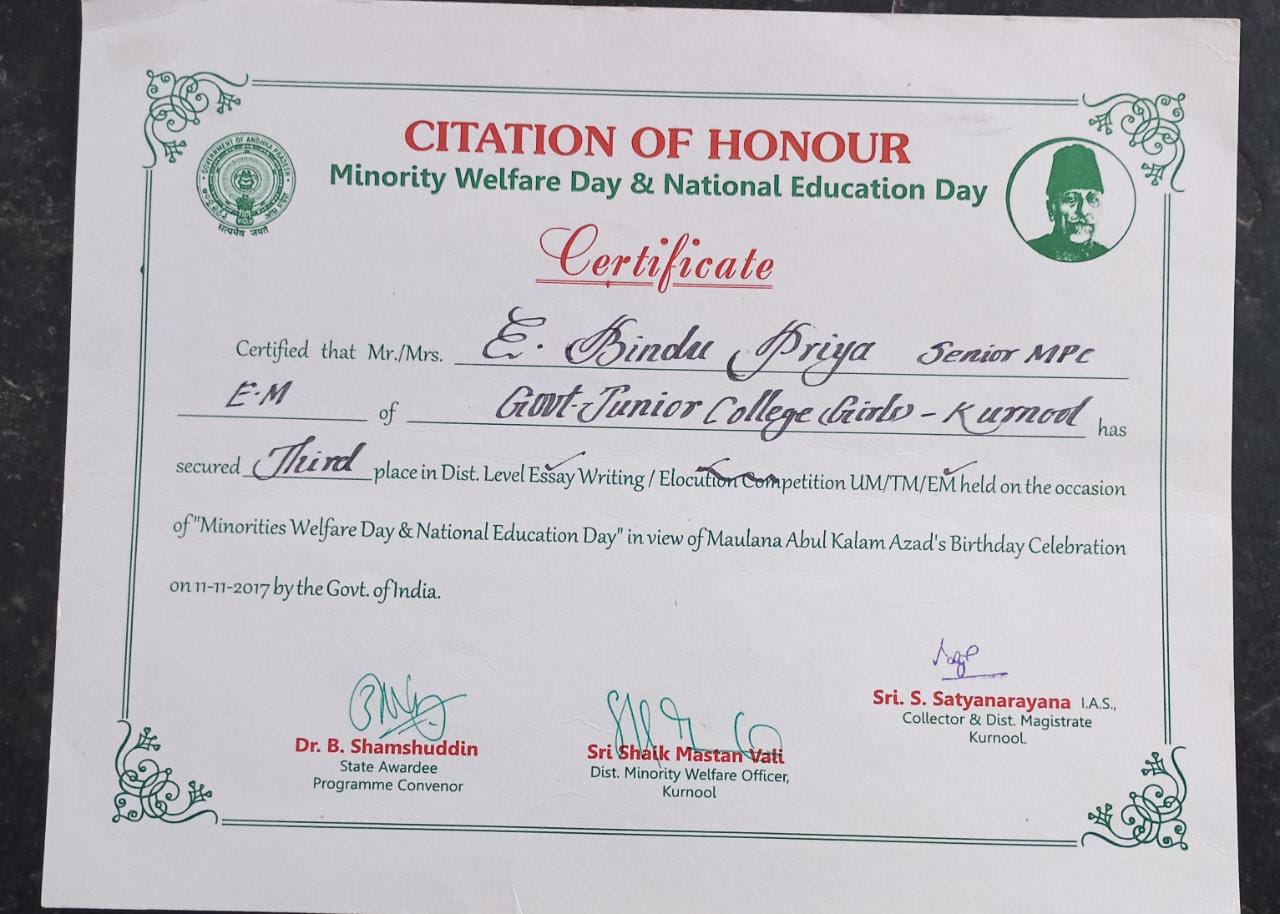 CITATION OF HONOUR
Minority Welfare Day & National Education Day
GOVERNMENT OF ANDHRA PRADESH
सत्यमेव जयते
Certificate
Certified that Mr./Mrs. E. Bindu Priya Senior MPC
E.M of Govt. Junior College (Girls) - Kurnool has
secured Third place in Dist. Level Essay Writing / Elocution Competition UM/TM/EM held on the occasion
of "Minorities Welfare Day & National Education Day" in view of Maulana Abul Kalam Azad's Birthday Celebration
on 11-11-2017 by the Govt. of India.
Dr. B. Shamshuddin
State Awardee
Programme Convenor
Sri Shaik Mastan Vali
Dist. Minority Welfare Officer,
Kurnool
Sri. S. Satyanarayana I.A.S.,
Collector & Dist. Magistrate
Kurnool.